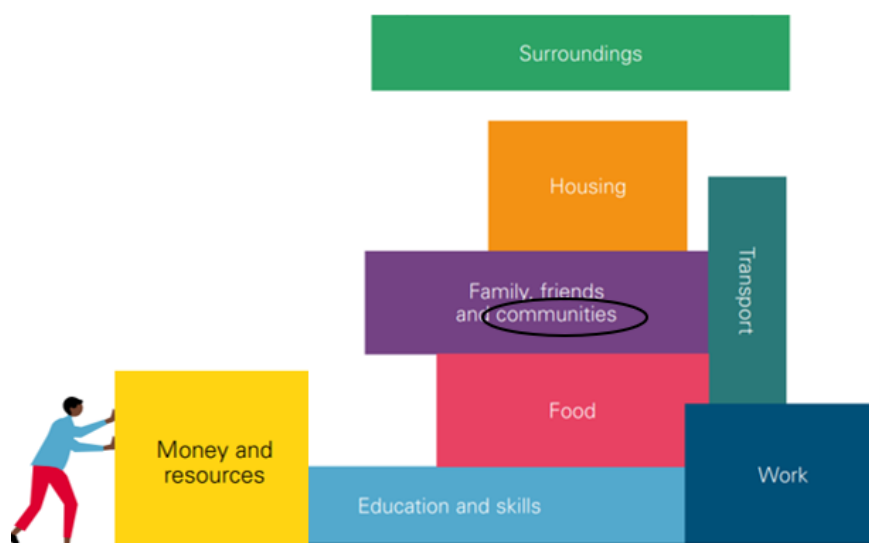 Surroundings
Housing
Transport
Family, friends
and communities
Food
Money and
resources
Education and skills
Work